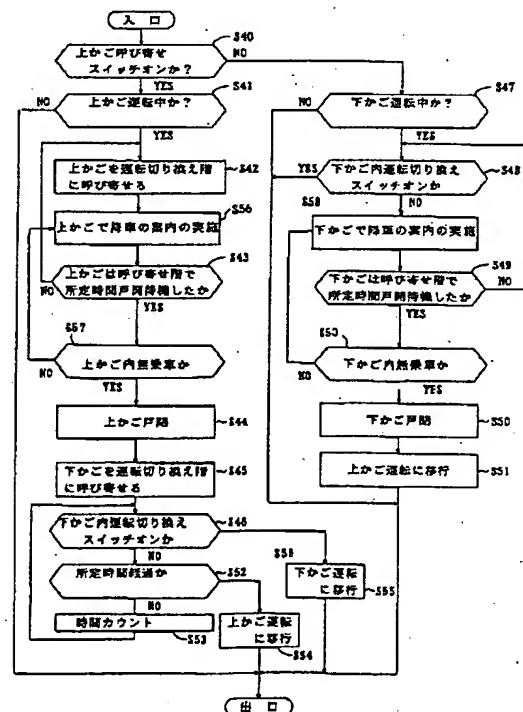 入口
上かご呼び寄せ
スイッチオンか?
S40
NO
YES
S41
NO
上かご運転中か?
YES
上かごを運転切り換え階
に呼び寄せる
S42
S56
上かごで降車の案内の実施
S43
上かごは呼び寄せ階で
所定時間戸開待機したか
NO
YES
S57
上かご内無乗車か
NO
YES
上かご戸閉
S44
下かごを運転切り換え階
に呼び寄せる
S45
下かご内運転切り換え
スイッチオンか
S46
NO
所定時間経過か
S52
NO
時間カウント
S53
上かご運転
に移行
S54
下かご運転
に移行
S55
S47
NO
下かご運転中か?
YES
YES
下かご内運転切り換え
スイッチオンか
S48
NO
S58
下かごで降車の案内の実施
S49
下かごは呼び寄せ階で
所定時間戸開待機したか
NO
YES
下かご内無乗車か
NO
YES
下かご戸閉
S50
上かご運転に移行
S51
出口